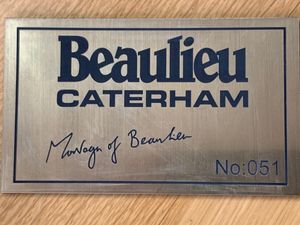 Beaulieu
CATERHAM
Montagu of Beaulieu
No:051